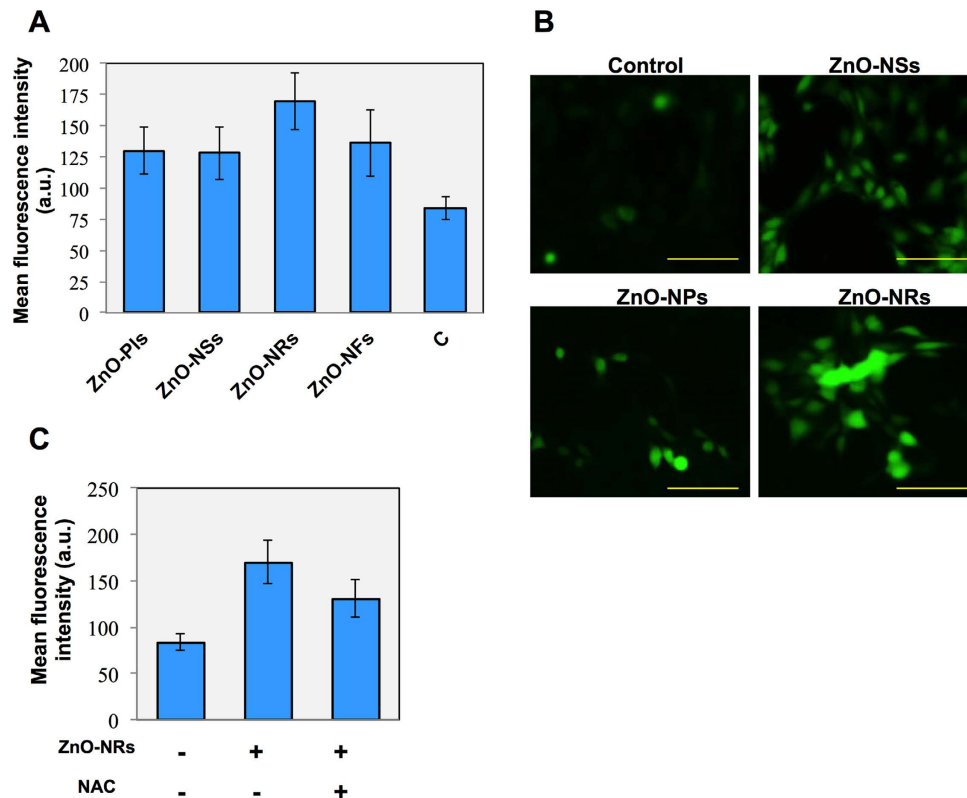 A
Mean fluorescence intensity
(a.u.)
200
175
150
125
100
75
50
25
0
ZnO-Pls
ZnO-NSs
ZnO-NRs
ZnO-NFs
C
B
Control
ZnO-NSs
ZnO-NPs
ZnO-NRs
C
Mean fluorescence
intensity (a.u.)
250
200
150
100
50
0
ZnO-NRs - + +
NAC - - +